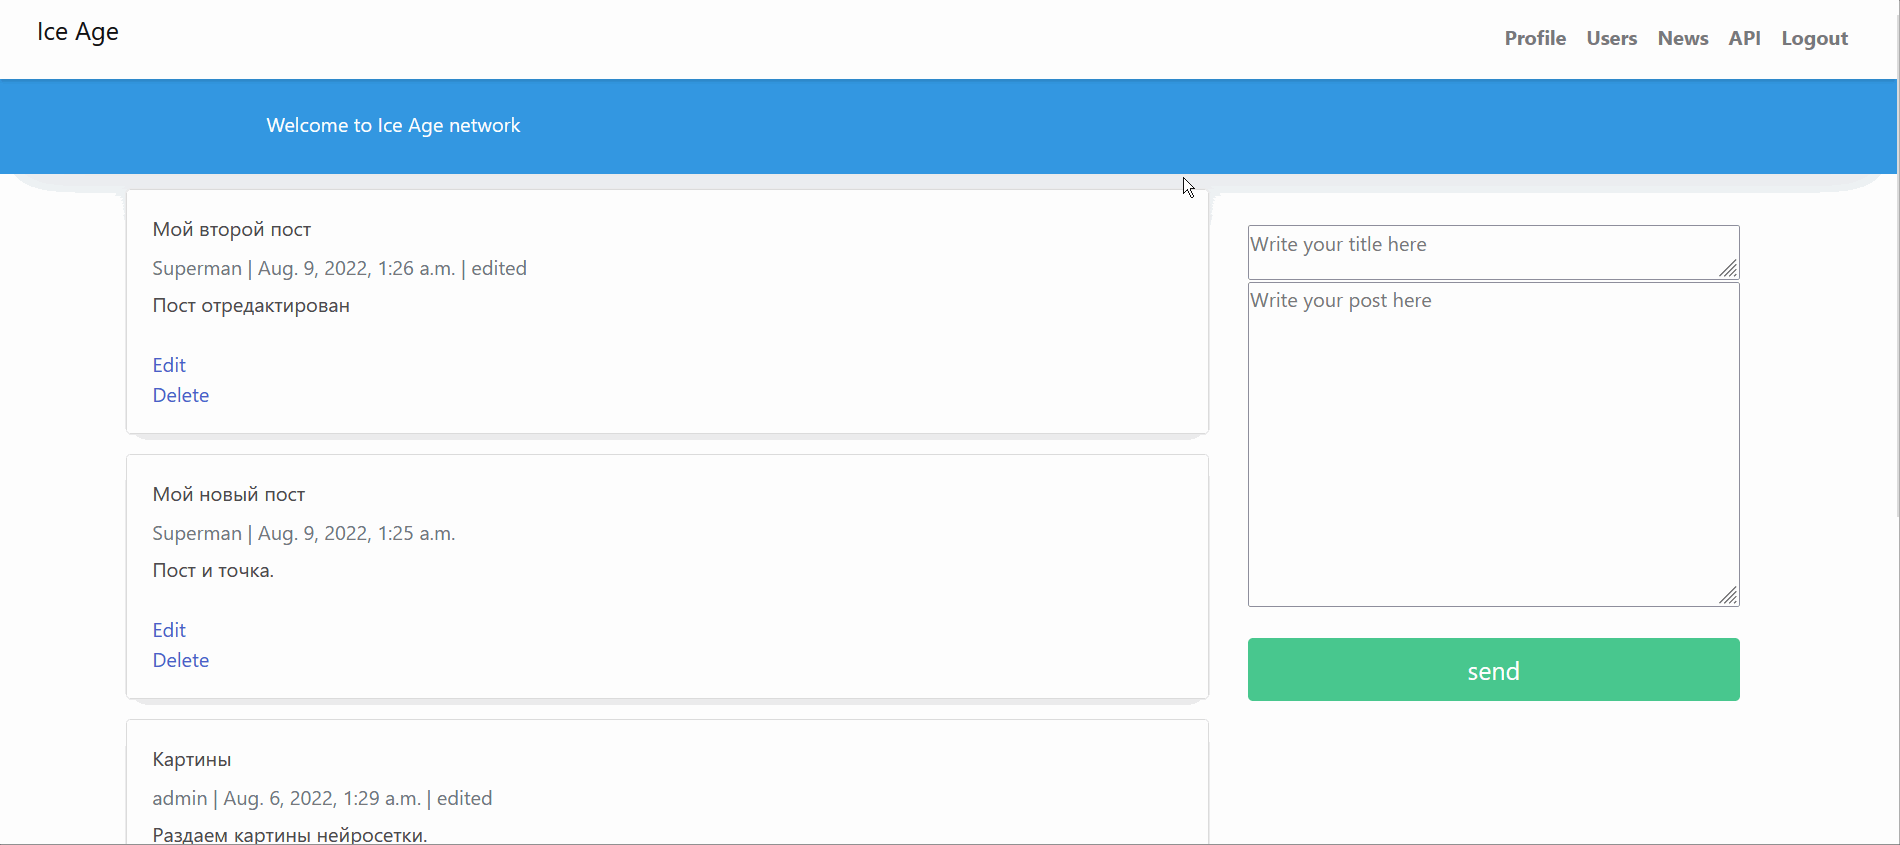 Ice Age
Profile Users News API Logout
Welcome to Ice Age network
Мой второй пост
Superman | Aug. 9, 2022, 1:26 a.m. | edited
Пост отредактирован
Edit
Delete
Мой новый пост
Superman | Aug. 9, 2022, 1:25 a.m.
Пост и точка.
Edit
Delete
Картины
admin | Aug. 6, 2022, 1:29 a.m. | edited
Раздаем картины нейросетки.
Write your title here
Write your post here
send